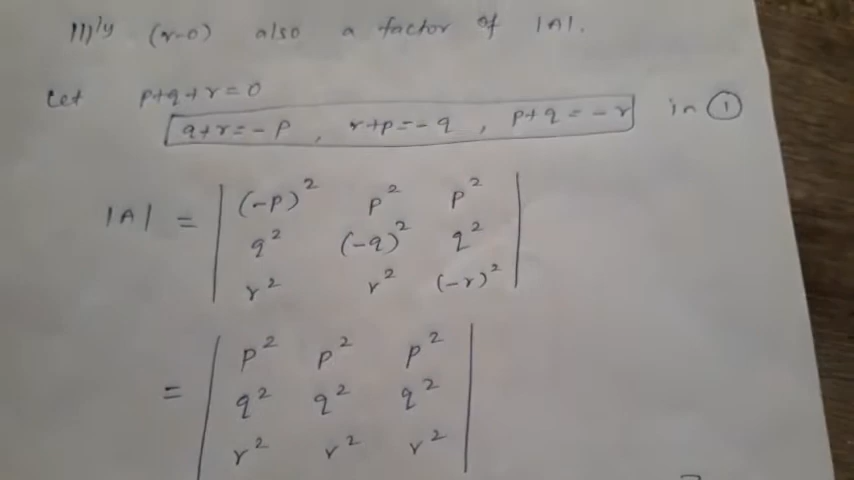 |||ly (r-0) also a factor of |A|.
Let p+q+r=0
q+r=-p , r+p=-q , p+q=-r in ①
|A| = | (-p)² p² p² |
| q² (-q)² q² |
| r² r² (-r)² |
= | p² p² p² |
| q² q² q² |
| r² r² r² |